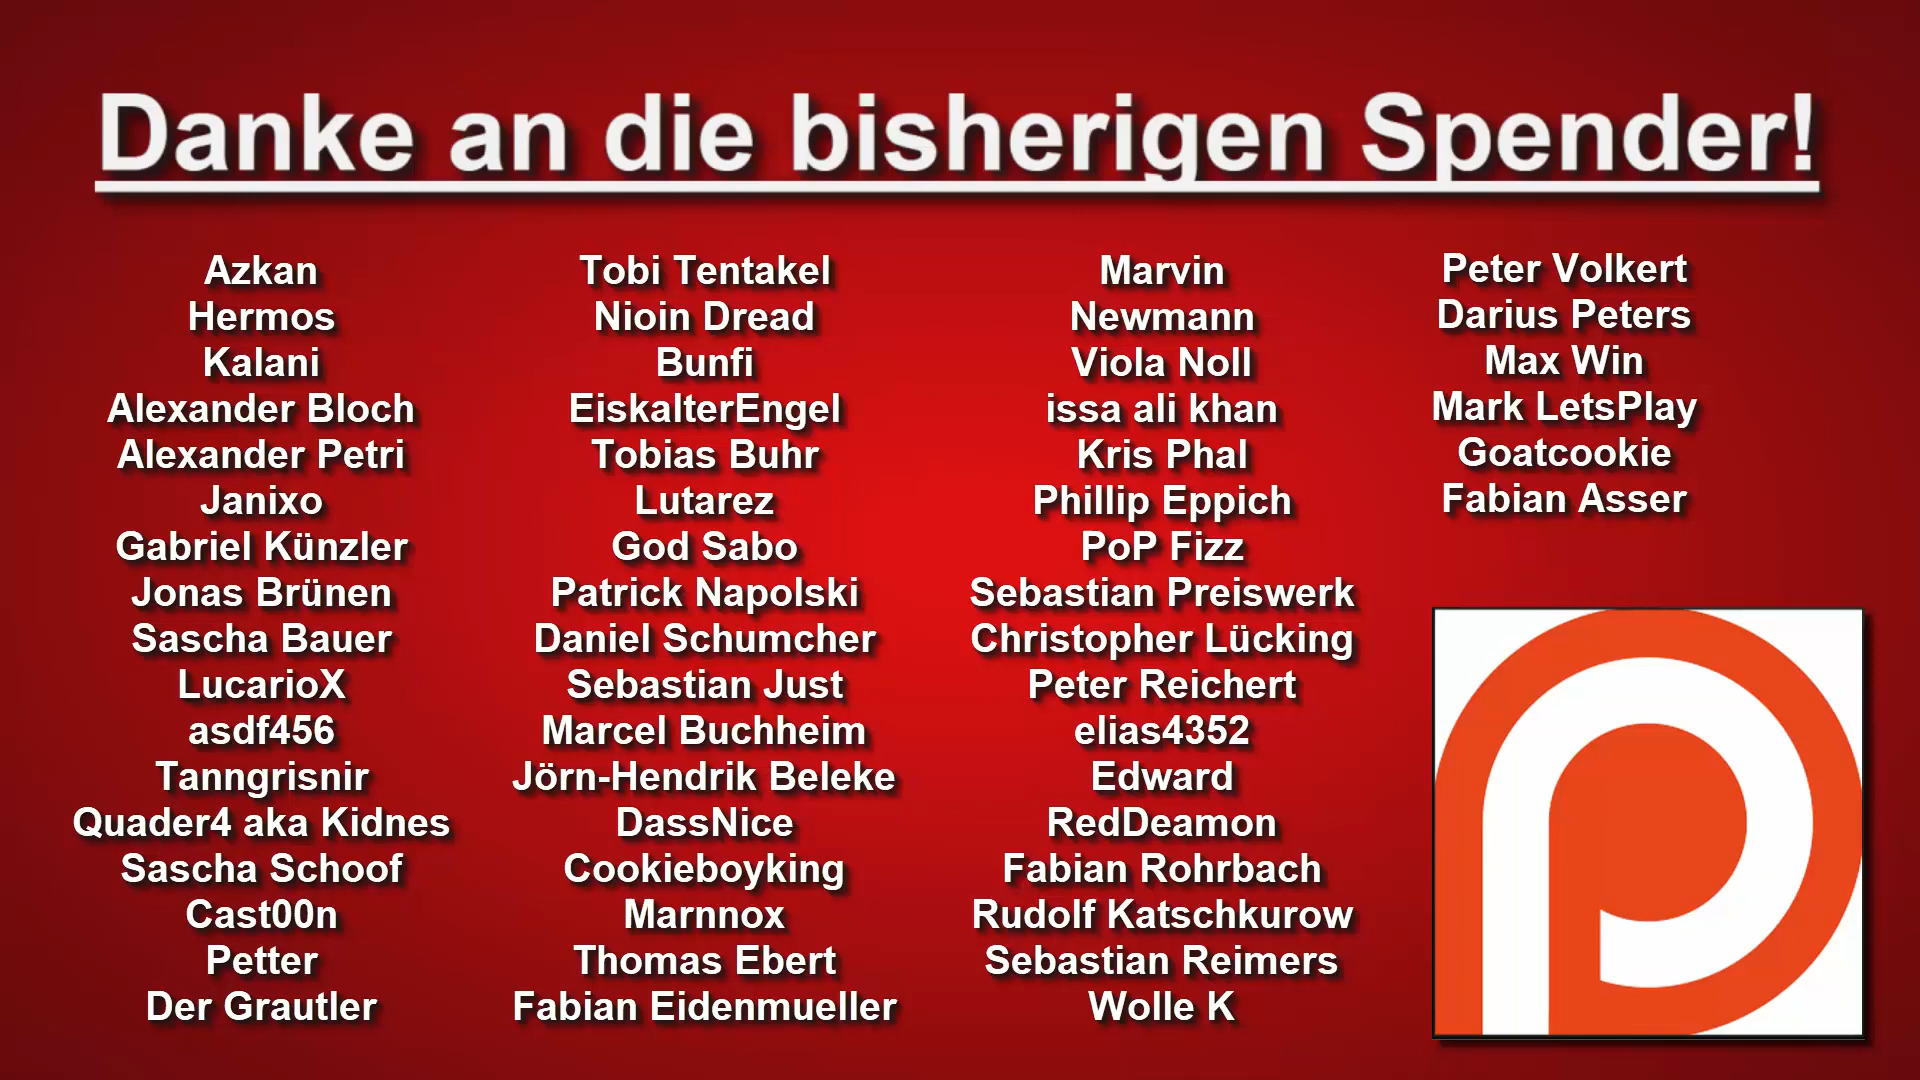 Danke an die bisherigen Spender!
Azkan
Hermos
Kalani
Alexander Bloch
Alexander Petri
Janixo
Gabriel Künzler
Jonas Brünen
Sascha Bauer
LucarioX
asdf456
Tanngrisnir
Quader4 aka Kidnes
Sascha Schoof
Cast00n
Petter
Der Grautler
Tobi Tentakel
Nioin Dread
Bunfi
EiskalterEngel
Tobias Buhr
Lutarez
God Sabo
Patrick Napolski
Daniel Schumcher
Sebastian Just
Marcel Buchheim
Jörn-Hendrik Beleke
DassNice
Cookieboyking
Marnnox
Thomas Ebert
Fabian Eidenmueller
Marvin
Newmann
Viola Noll
issa ali khan
Kris Phal
Phillip Eppich
PoP Fizz
Sebastian Preiswerk
Christopher Lücking
Peter Reichert
elias4352
Edward
RedDeamon
Fabian Rohrbach
Rudolf Katschkurow
Sebastian Reimers
Wolle K
Peter Volkert
Darius Peters
Max Win
Mark LetsPlay
Goatcookie
Fabian Asser